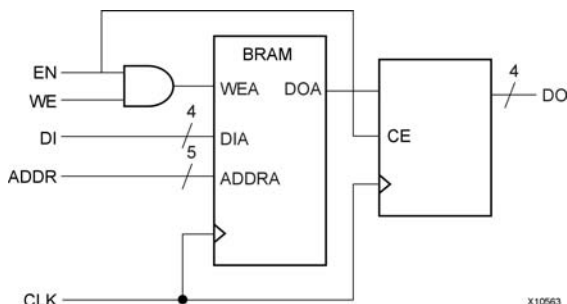 BRAM
EN
WEA DOA
4
DO
WE
4
DI
DIA
CE
5
ADDR
ADDRA
CLK
X10563